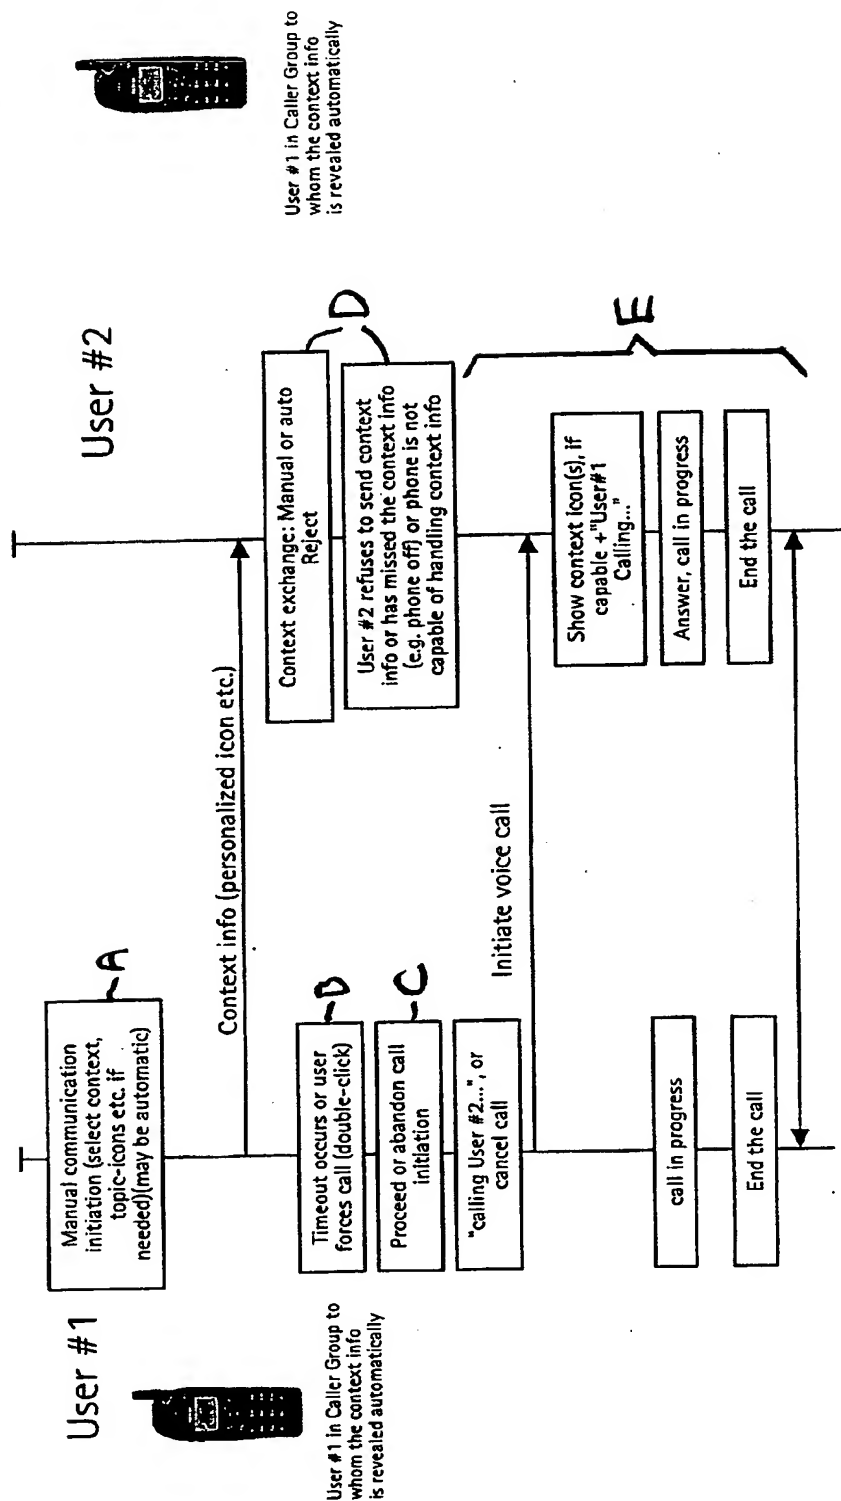 User #1
User #1 in Caller Group to
whom the context info
is revealed automatically
Manual communication
initiation (select context,
topic-icons etc. if
needed)(may be automatic)
A
Context info (personalized icon etc.)
Timeout occurs or user
forces call (double-click)
B
Proceed or abandon call
initiation
C
"calling User #2...", or
cancel call
Initiate voice call
call in progress
End the call
User #2
User #1 in Caller Group to
whom the context info
is revealed automatically
Context exchange: Manual or auto
Reject
D
User #2 refuses to send context
info or has missed the context info
(e.g. phone off) or phone is not
capable of handling context info
E
Show context icon(s), if
capable +"User#1
Calling..."
Answer, call in progress
End the call